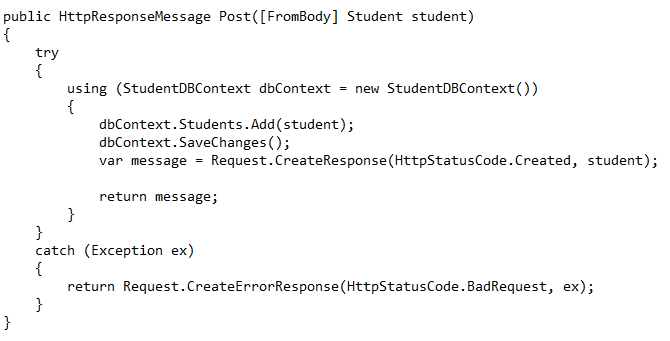 public HttpResponseMessage Post([FromBody] Student student)
{
    try
    {
        using (StudentDBContext dbContext = new StudentDBContext())
        {
            dbContext.Students.Add(student);
            dbContext.SaveChanges();
            var message = Request.CreateResponse(HttpStatusCode.Created, student);

            return message;
        }
    }
    catch (Exception ex)
    {
        return Request.CreateErrorResponse(HttpStatusCode.BadRequest, ex);
    }
}